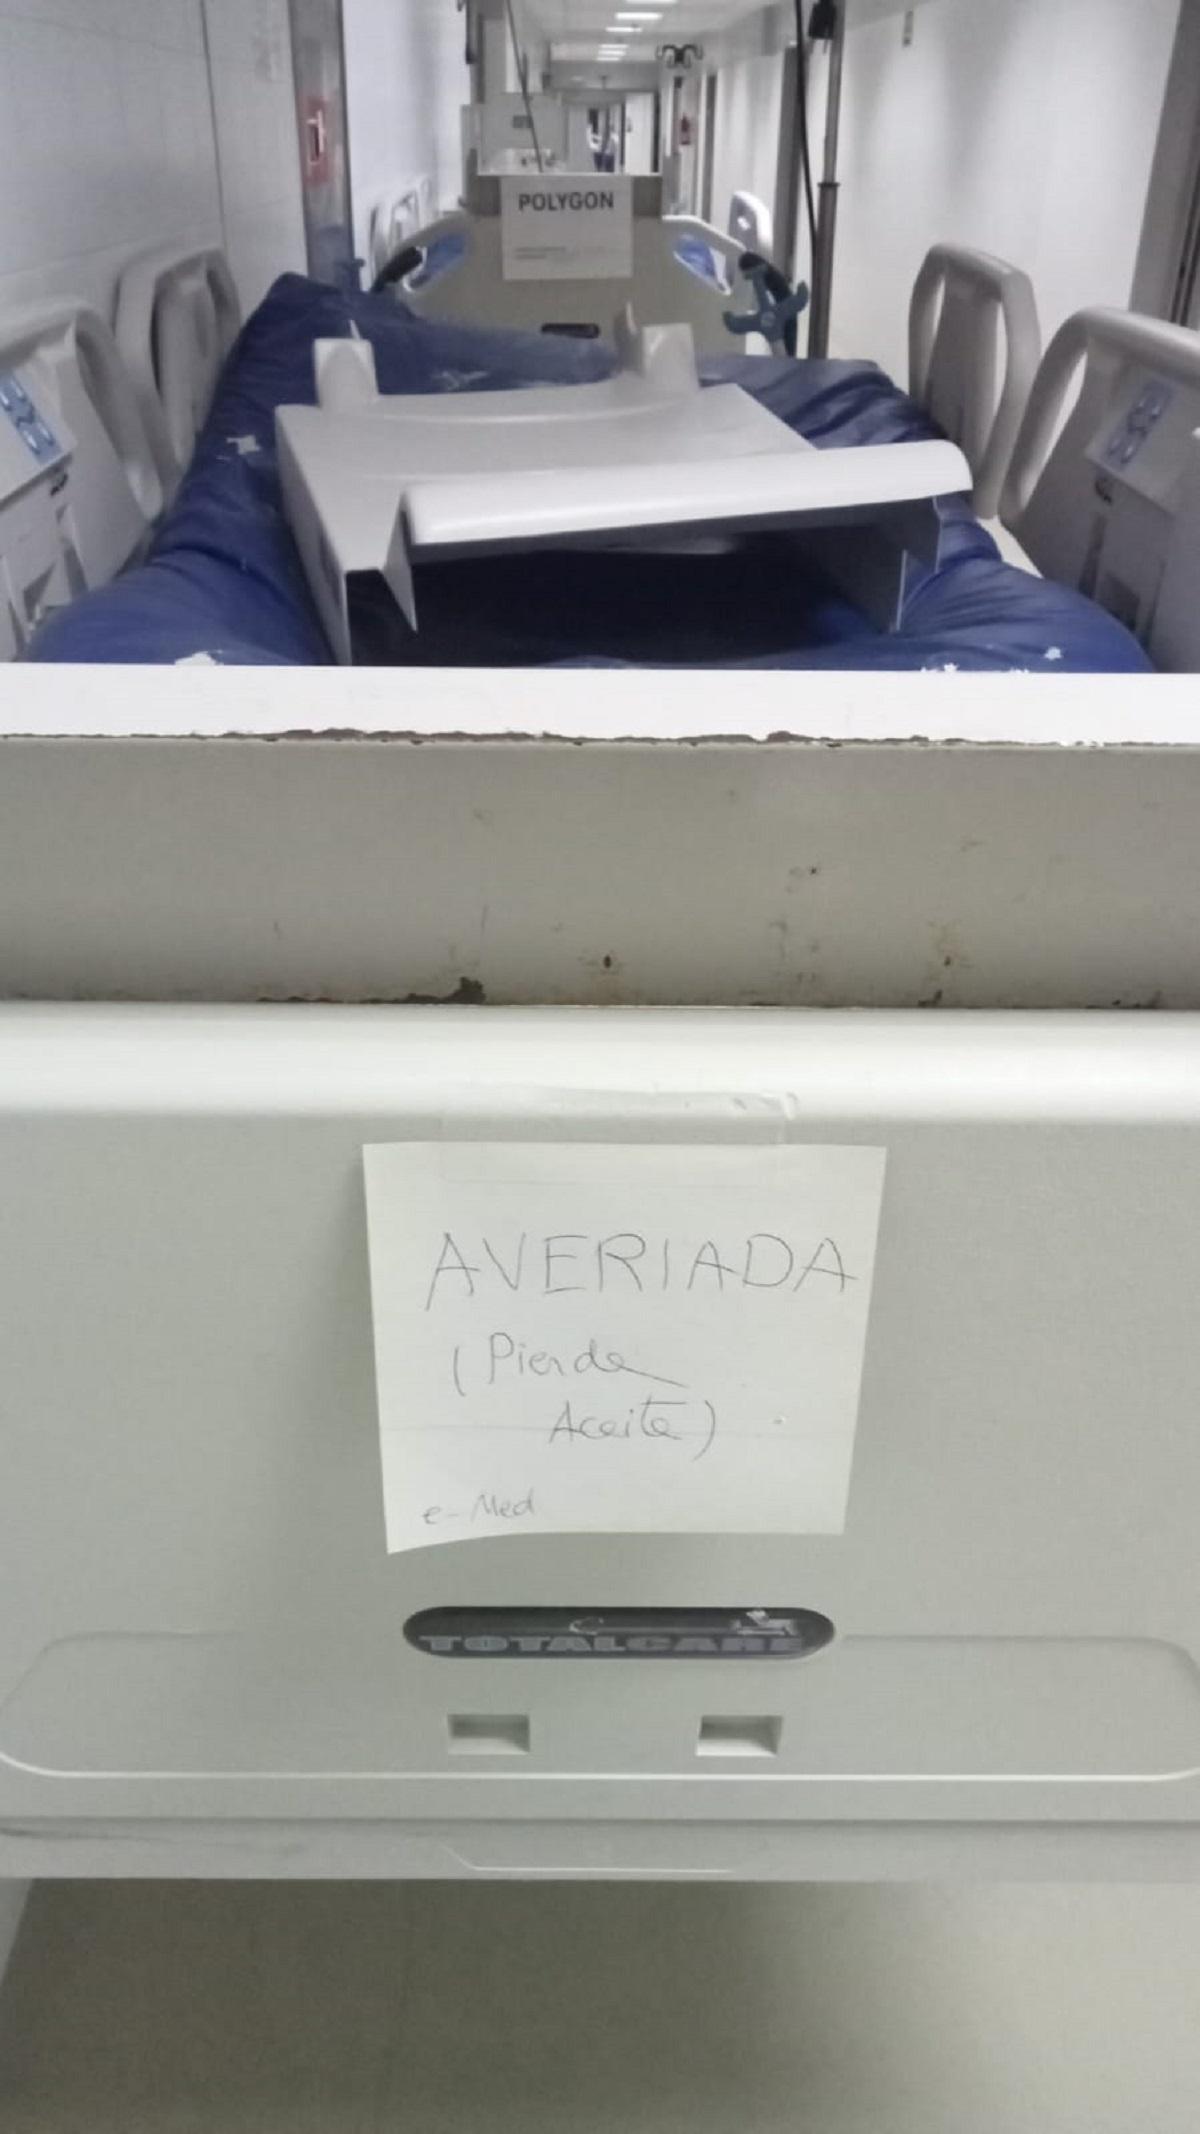 POLYGON
AVERIADA
(Pierde
Aceite)
e-Med
TOTALCARE